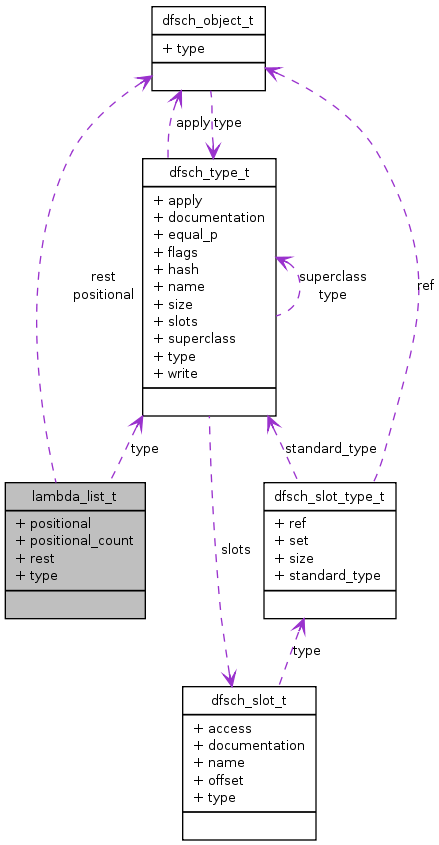 dfsch_object_t
+ type
apply type
dfsch_type_t
+ apply
+ documentation
+ equal_p
+ flags
+ hash
+ name
+ size
+ slots
+ superclass
+ type
+ write
superclass
type
rest
positional
ref
type
standard_type
lambda_list_t
+ positional
+ positional_count
+ rest
+ type
dfsch_slot_type_t
+ ref
+ set
+ size
+ standard_type
slots
type
dfsch_slot_t
+ access
+ documentation
+ name
+ offset
+ type